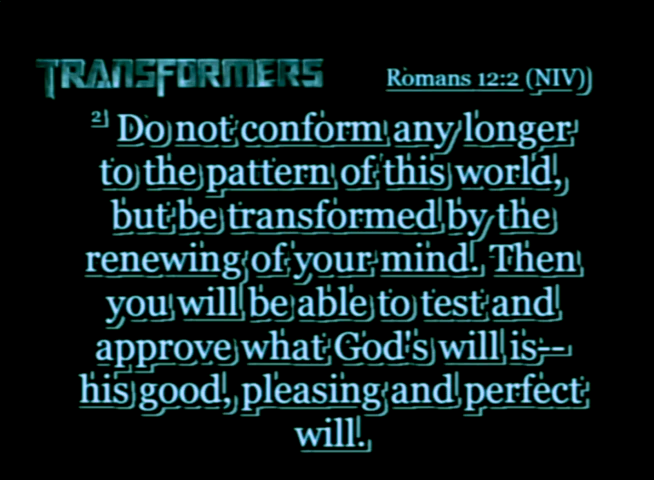 TRANSFORMERS
Romans 12:2 (NIV)
2 Do not conform any longer
to the pattern of this world,
but be transformed by the
renewing of your mind. Then
you will be able to test and
approve what God's will is--
his good, pleasing and perfect
will.